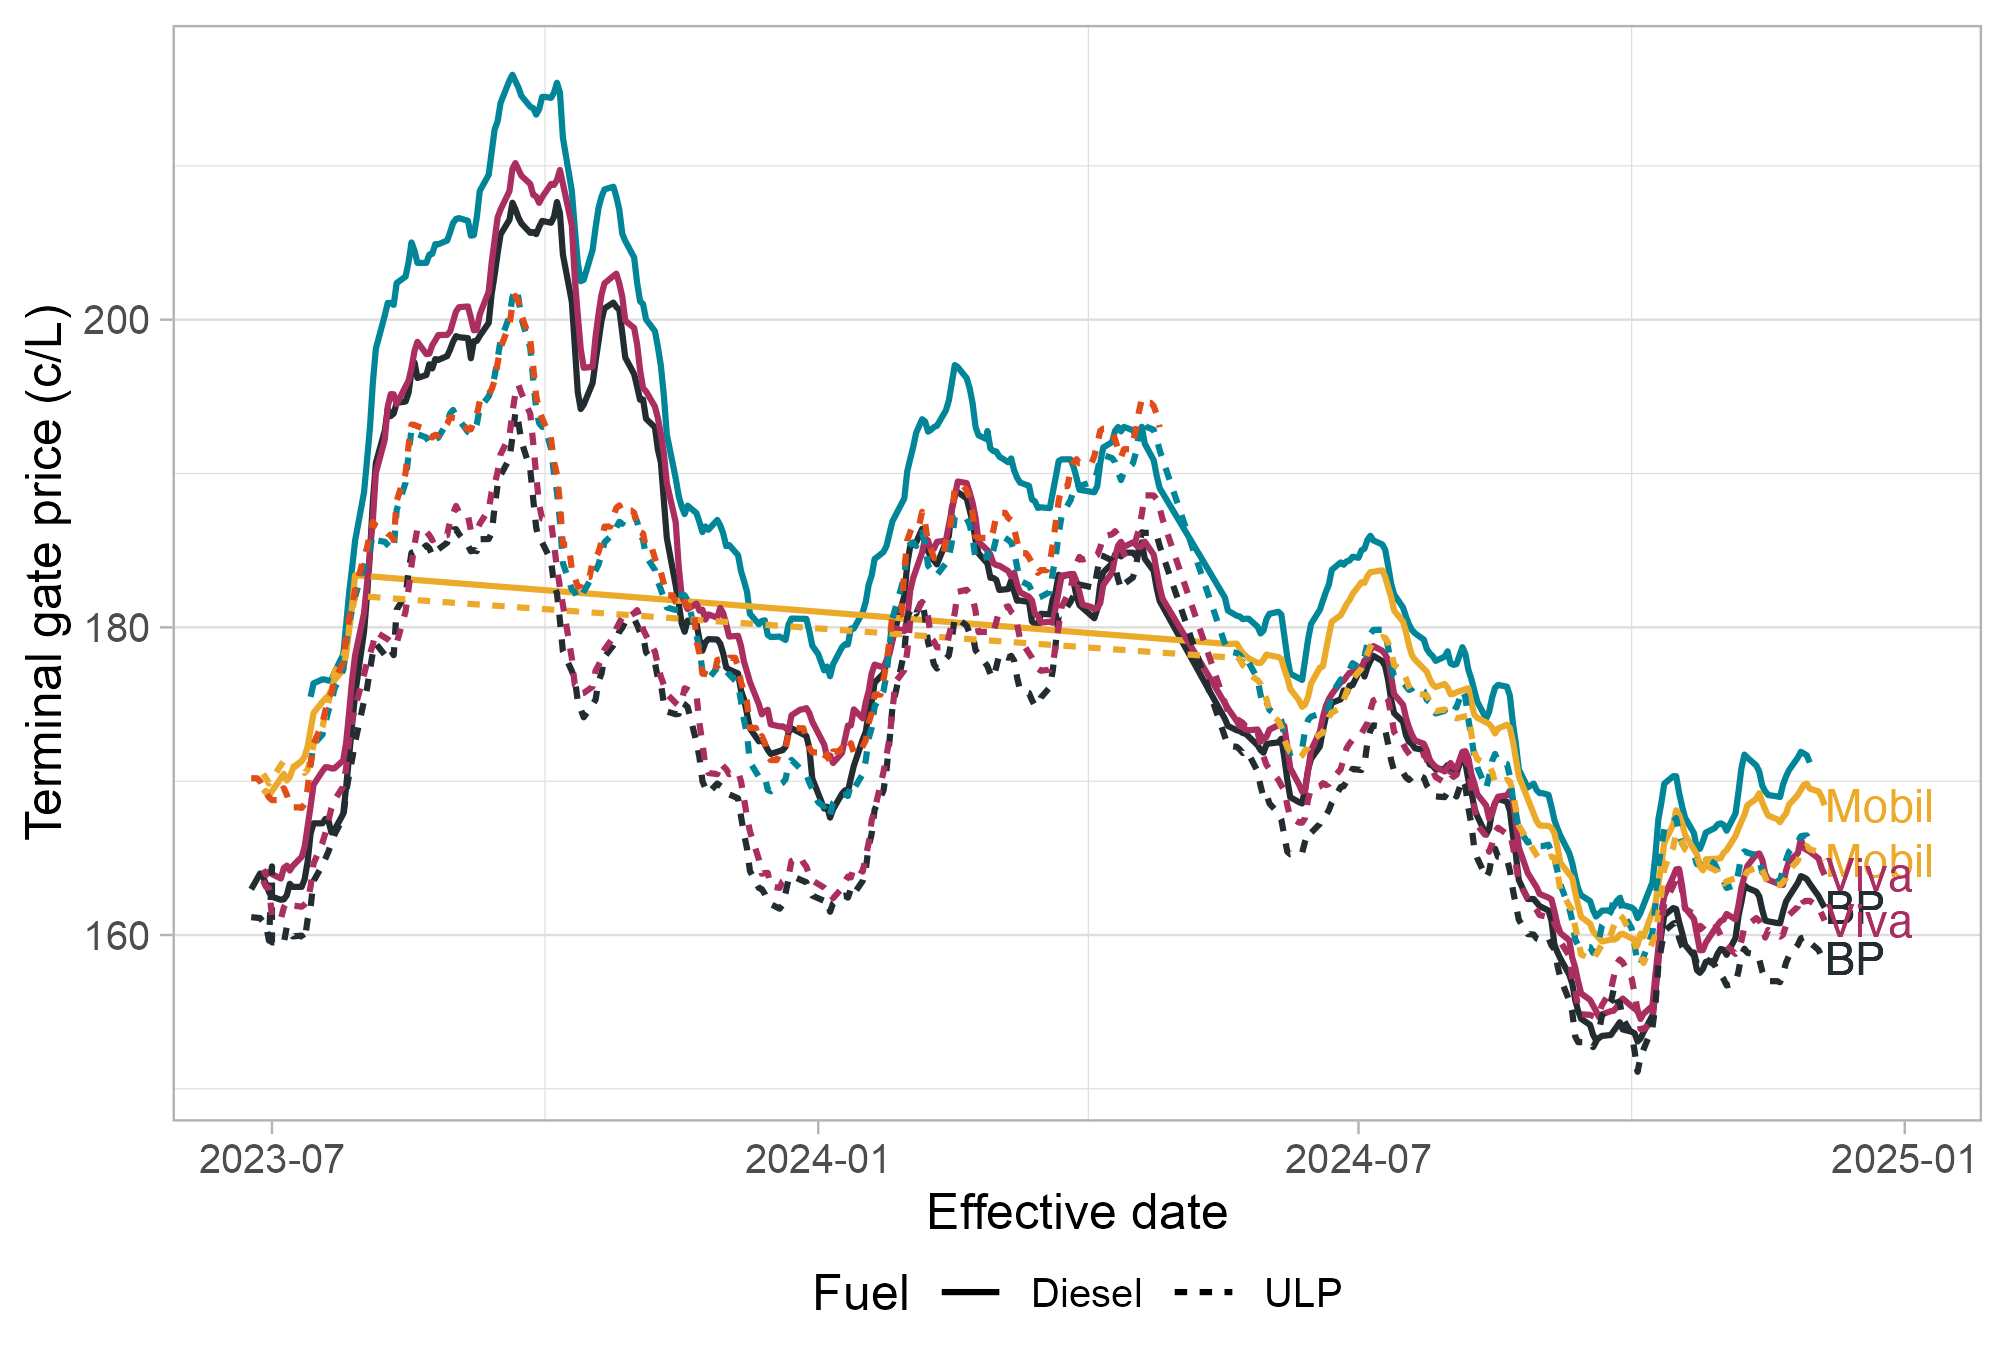 Terminal gate price (c/L)
200
180
160
Mobil
Mobil
Viva
BP
Viva
BP
2023-07
2024-01
2024-07
2025-01
Effective date
Fuel Diesel ULP